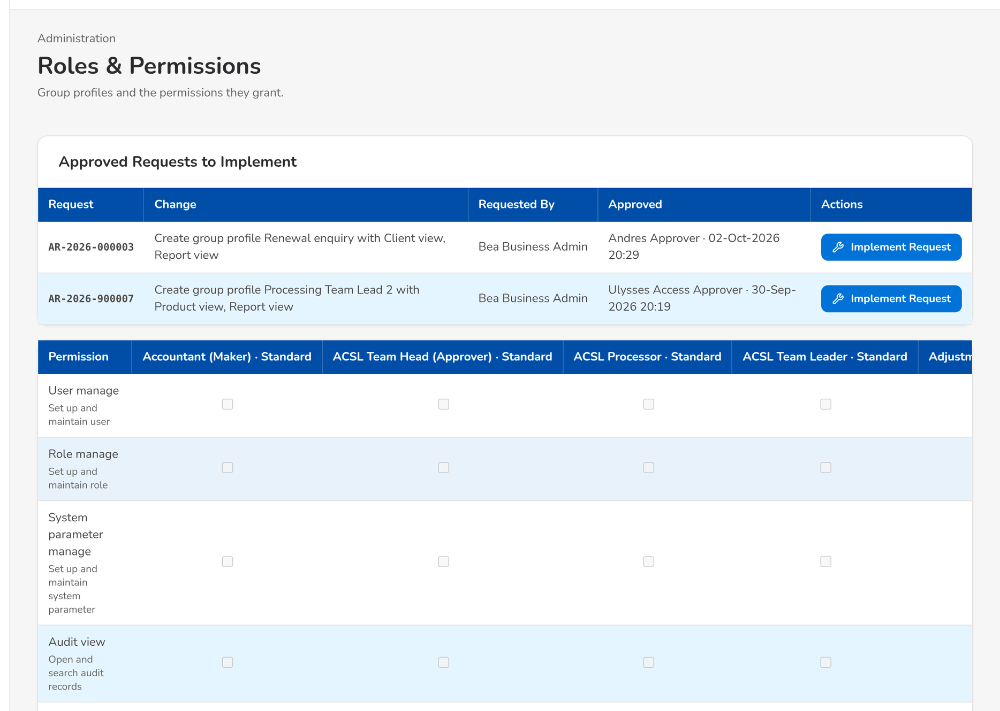 Administration
Roles & Permissions
Group profiles and the permissions they grant.
Approved Requests to Implement
Request Change Requested By Approved Actions
AR-2026-000003 Create group profile Renewal enquiry with Client view, Report view Bea Business Admin Andres Approver · 02-Oct-2026 20:29 Implement Request
AR-2026-900007 Create group profile Processing Team Lead 2 with Product view, Report view Bea Business Admin Ulysses Access Approver · 30-Sep-2026 20:19 Implement Request
Permission Accountant (Maker) · Standard ACSL Team Head (Approver) · Standard ACSL Processor · Standard ACSL Team Leader · Standard Adjustm
User manage
Set up and
maintain user
Role manage
Set up and
maintain role
System
parameter
manage
Set up and
maintain
system
parameter
Audit view
Open and
search audit
records